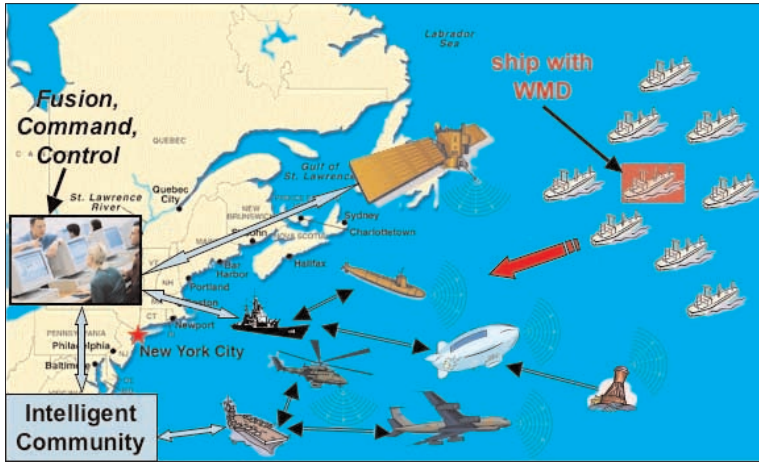 Labrador
Sea
ship with
WMD
Fusion,
Command,
Control
QUEBEC
C A
Gulf of
St. Lawrence
St. Lawrence
River
Quebec
City
NEW
BRUNSWICK
Sydney
Charlottetown
NOVA SCOTIA
Halifax
Bar
Harbor
VT
NH
Portland
MA
CT
Newport
PENNSYLVANIA
Philadelphia
NJ
New York City
Baltimore
Intelligent
Community